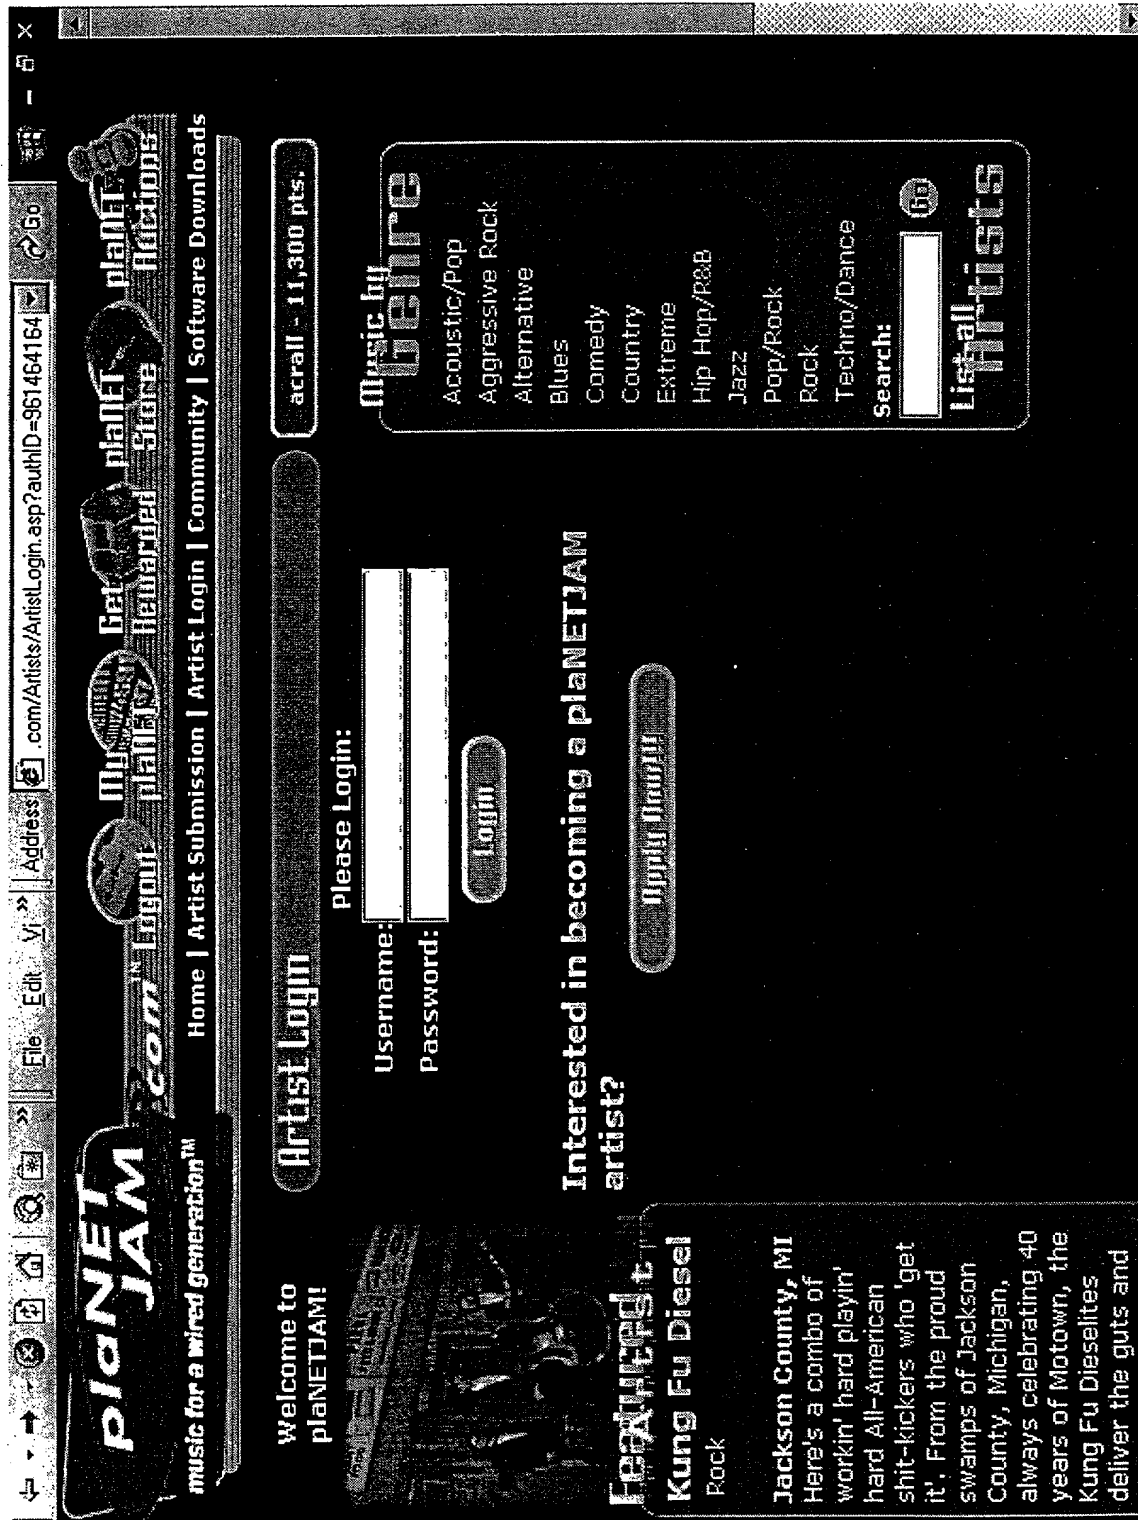 File Edit Vi » Address .com/Artists/ArtistLogin.asp?authID=961464164 Go
plaNET JAM .com™
music for a wired generation™
Logout
My plaNET
Get Rewarded
plaNET Store
plaNET Auctions
Home | Artist Submission | Artist Login | Community | Software Downloads
Welcome to
plaNETJAM!
Artist Login
acrall - 11,300 pts.
Please Login:
Username:
Password:
Login
Interested in becoming a plaNETJAM
artist?
Apply Now!!!
FeATUrED
ArtIst
Kung Fu Diesel
Rock
Jackson County, MI
Here's a combo of
workin' hard playin'
hard All-American
shit-kickers who 'get
it'. From the proud
swamps of Jackson
County, Michigan,
always celebrating 40
years of Motown, the
Kung Fu Dieselites
deliver the guts and
Music by
Genre
Acoustic/Pop
Aggressive Rock
Alternative
Blues
Comedy
Country
Extreme
Hip Hop/R&B
Jazz
Pop/Rock
Rock
Techno/Dance
Search:
Go
List all
Artists